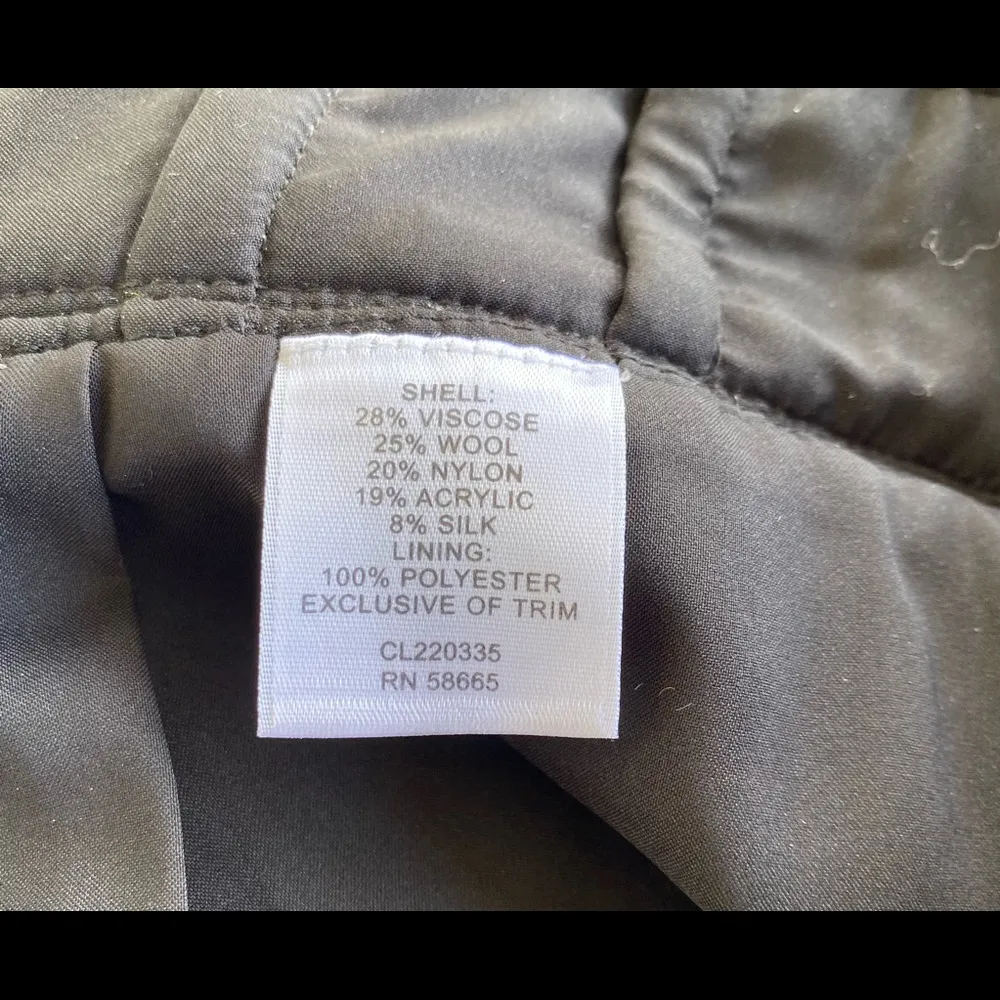 SHELL:
28% VISCOSE
25% WOOL
20% NYLON
19% ACRYLIC
8% SILK
LINING:
100% POLYESTER
EXCLUSIVE OF TRIM
CL220335
RN 58665